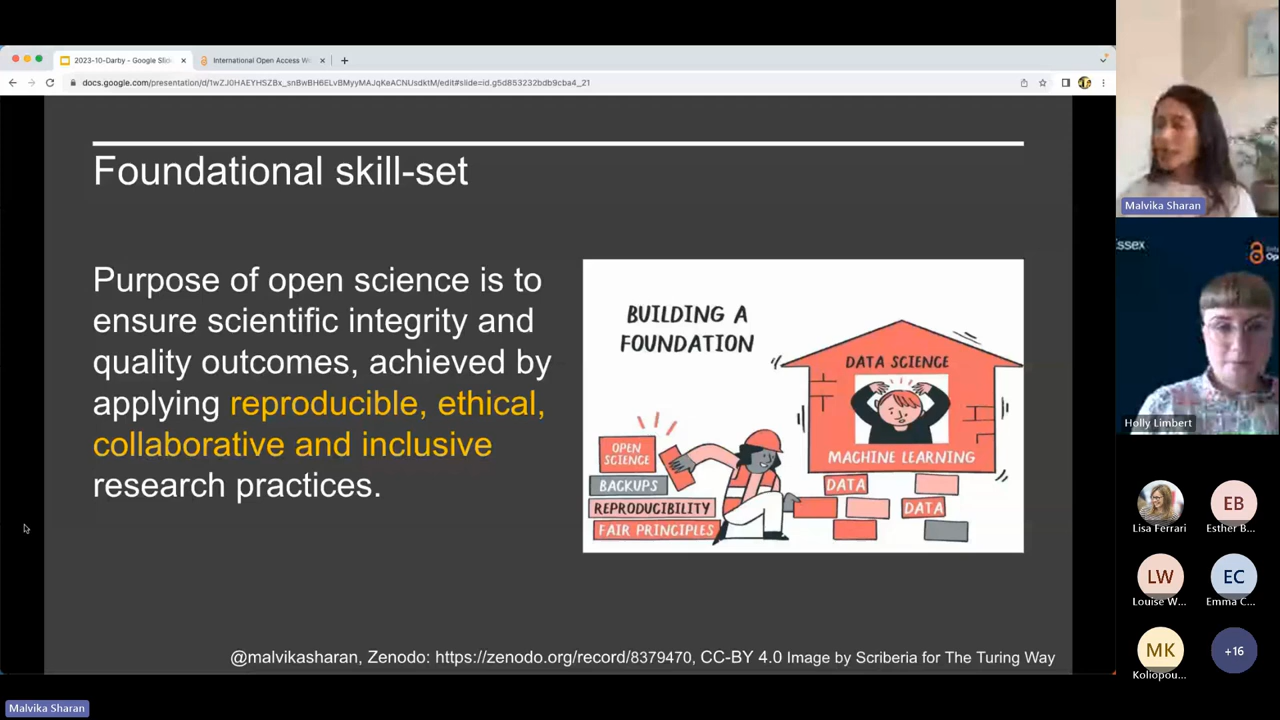 2023-10-Darby - Google Slid
International Open Access W
docs.google.com/presentation/d/1wZJ0HAEYHSZBx_snBwBH6ELvBMyyMAJqKeACNUsdktM/edit#slide=id.g5d853232bdb9cba4_21
Foundational skill-set
Purpose of open science is to
ensure scientific integrity and
quality outcomes, achieved by
applying reproducible, ethical,
collaborative and inclusive
research practices.
BUILDING A
FOUNDATION
DATA SCIENCE
MACHINE LEARNING
OPEN
SCIENCE
BACKUPS
REPRODUCIBILITY
FAIR PRINCIPLES
DATA
DATA
@malvikasharan, Zenodo: https://zenodo.org/record/8379470, CC-BY 4.0 Image by Scriberia for The Turing Way
Malvika Sharan
Malvika Sharan
ssex
Op
Holly Limbert
Lisa Ferrari
EB
Esther B...
LW
Louise W...
EC
Emma C...
MK
Koliopou...
+16